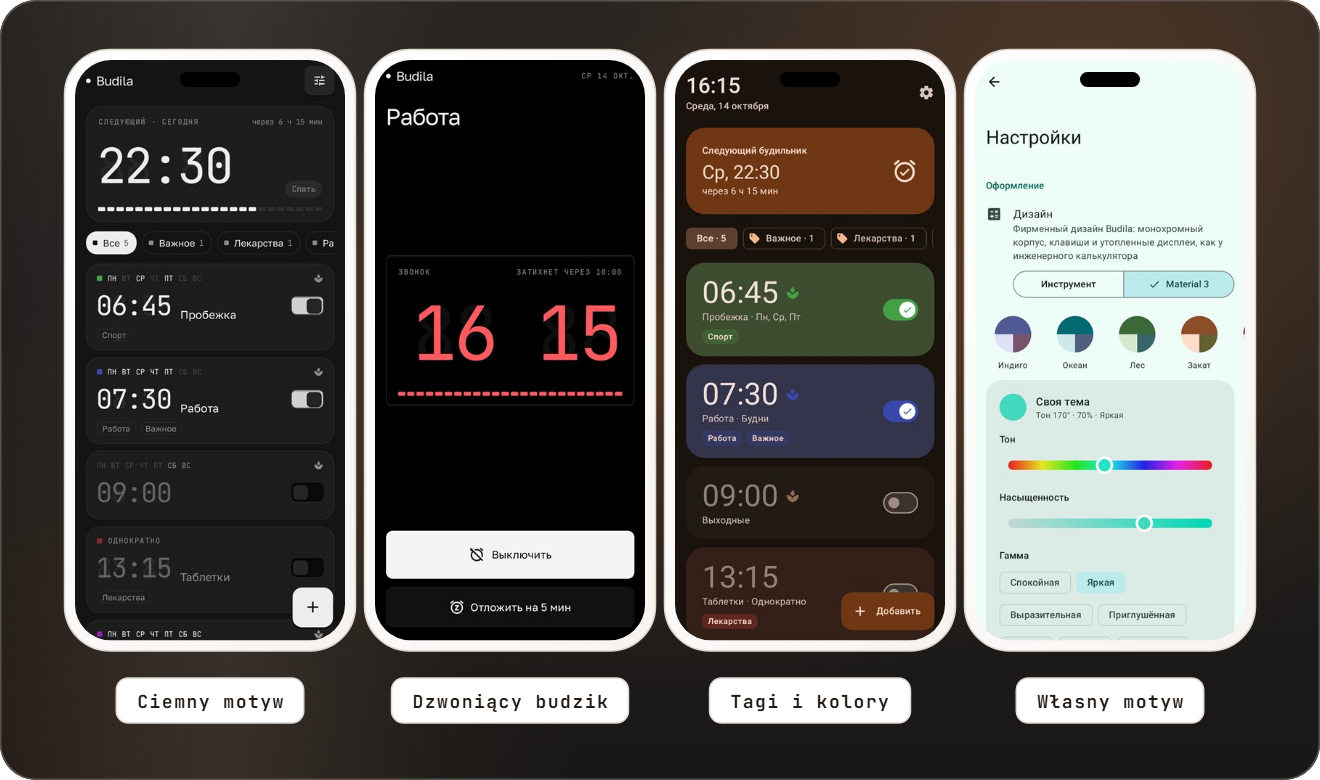 Budila
СЛЕДУЮЩИЙ · СЕГОДНЯ
через 6 ч 15 мин
22:30
Спать
Все 5
Важное 1
Лекарства 1
Ра
ПН ВТ СР ЧТ ПТ СБ ВС
06:45 Пробежка
Спорт
ПН ВТ СР ЧТ ПТ СБ ВС
07:30 Работа
Работа Важное
ПН ВТ СР ЧТ ПТ СБ ВС
09:00
ОДНОКРАТНО
13:15 Таблетки
Лекарства
+
ПН ВТ СР ЧТ ПТ СБ ВС
Ciemny motyw
Budila
СР 14 ОКТ.
Работа
ЗВОНОК
ЗАТИХНЕТ ЧЕРЕЗ 10:00
16 15
Выключить
Отложить на 5 мин
Dzwoniący budzik
16:15
Среда, 14 октября
Следующий будильник
Ср, 22:30
через 6 ч 15 мин
Все · 5
Важное · 1
Лекарства · 1
06:45
Пробежка · Пн, Ср, Пт
Спорт
07:30
Работа · Будни
Работа Важное
09:00
Выходные
13:15
Таблетки · Однократно
Лекарства
+ Добавить
Tagi i kolory
Настройки
Оформление
Дизайн
Фирменный дизайн Budila: монохромный
корпус, клавиши и утопленные дисплеи, как у
инженерного калькулятора
Инструмент
Material 3
Индиго
Океан
Лес
Закат
Своя тема
Тон 170° · 70% · Яркая
Тон
Насыщенность
Гамма
Спокойная
Яркая
Выразительная
Приглушённая
Własny motyw